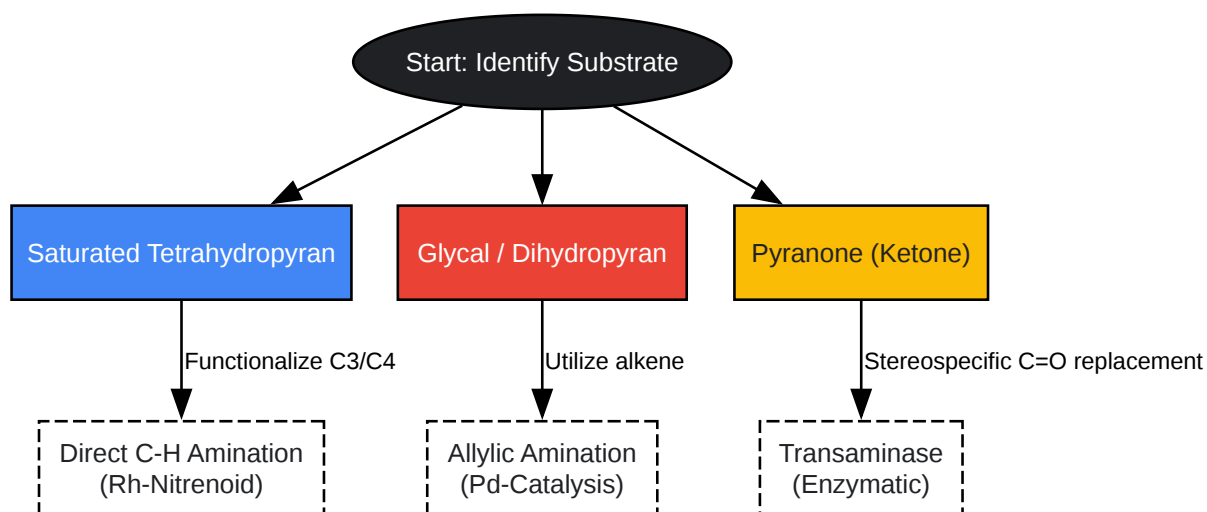 Start: Identify Substrate
Saturated Tetrahydropyran
Glycal / Dihydropyran
Pyranone (Ketone)
Functionalize C3/C4
Utilize alkene
Stereospecific C=O replacement
Direct C-H Amination
(Rh-Nitrenoid)
Allylic Amination
(Pd-Catalysis)
Transaminase
(Enzymatic)